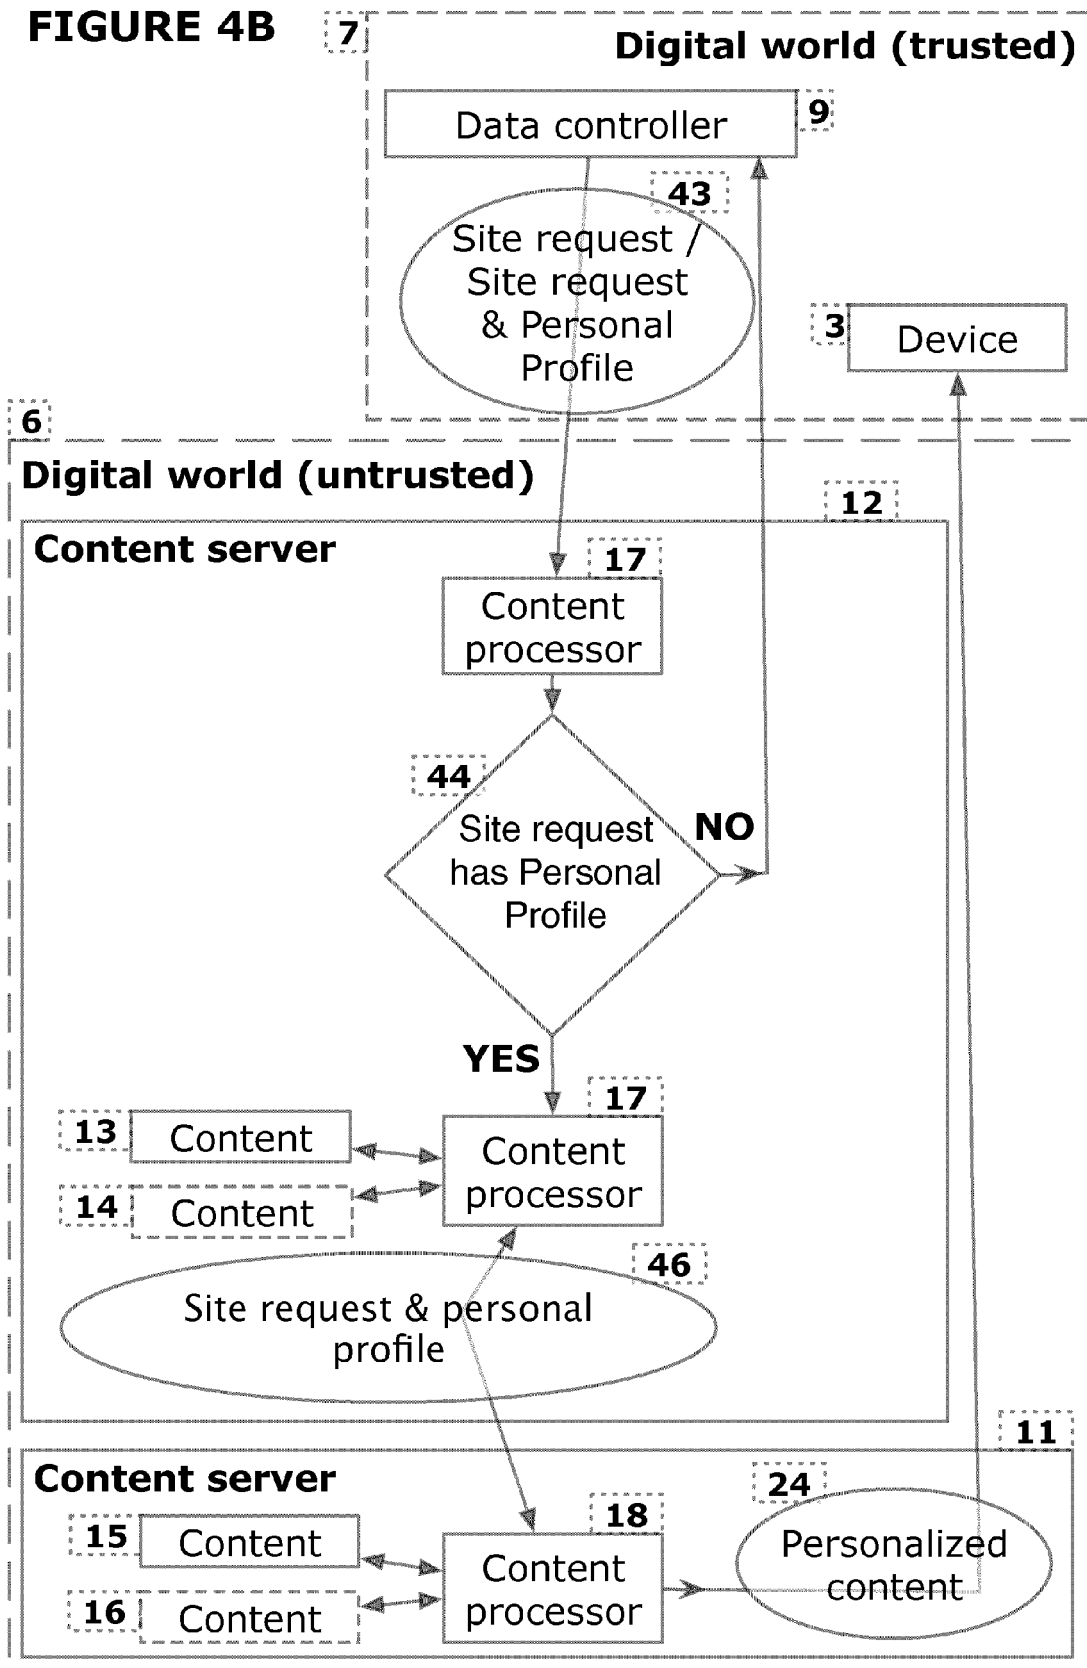 FIGURE 4B
7
Digital world (trusted)
Data controller
9
43
Site request /
Site request
& Personal
Profile
3
Device
6
Digital world (untrusted)
12
Content server
17
Content
processor
44
Site request
has Personal
Profile
NO
YES
17
13
Content
Content
processor
14
Content
46
Site request & personal
profile
11
Content server
24
18
15
Content
Content
processor
Personalized
content
16
Content